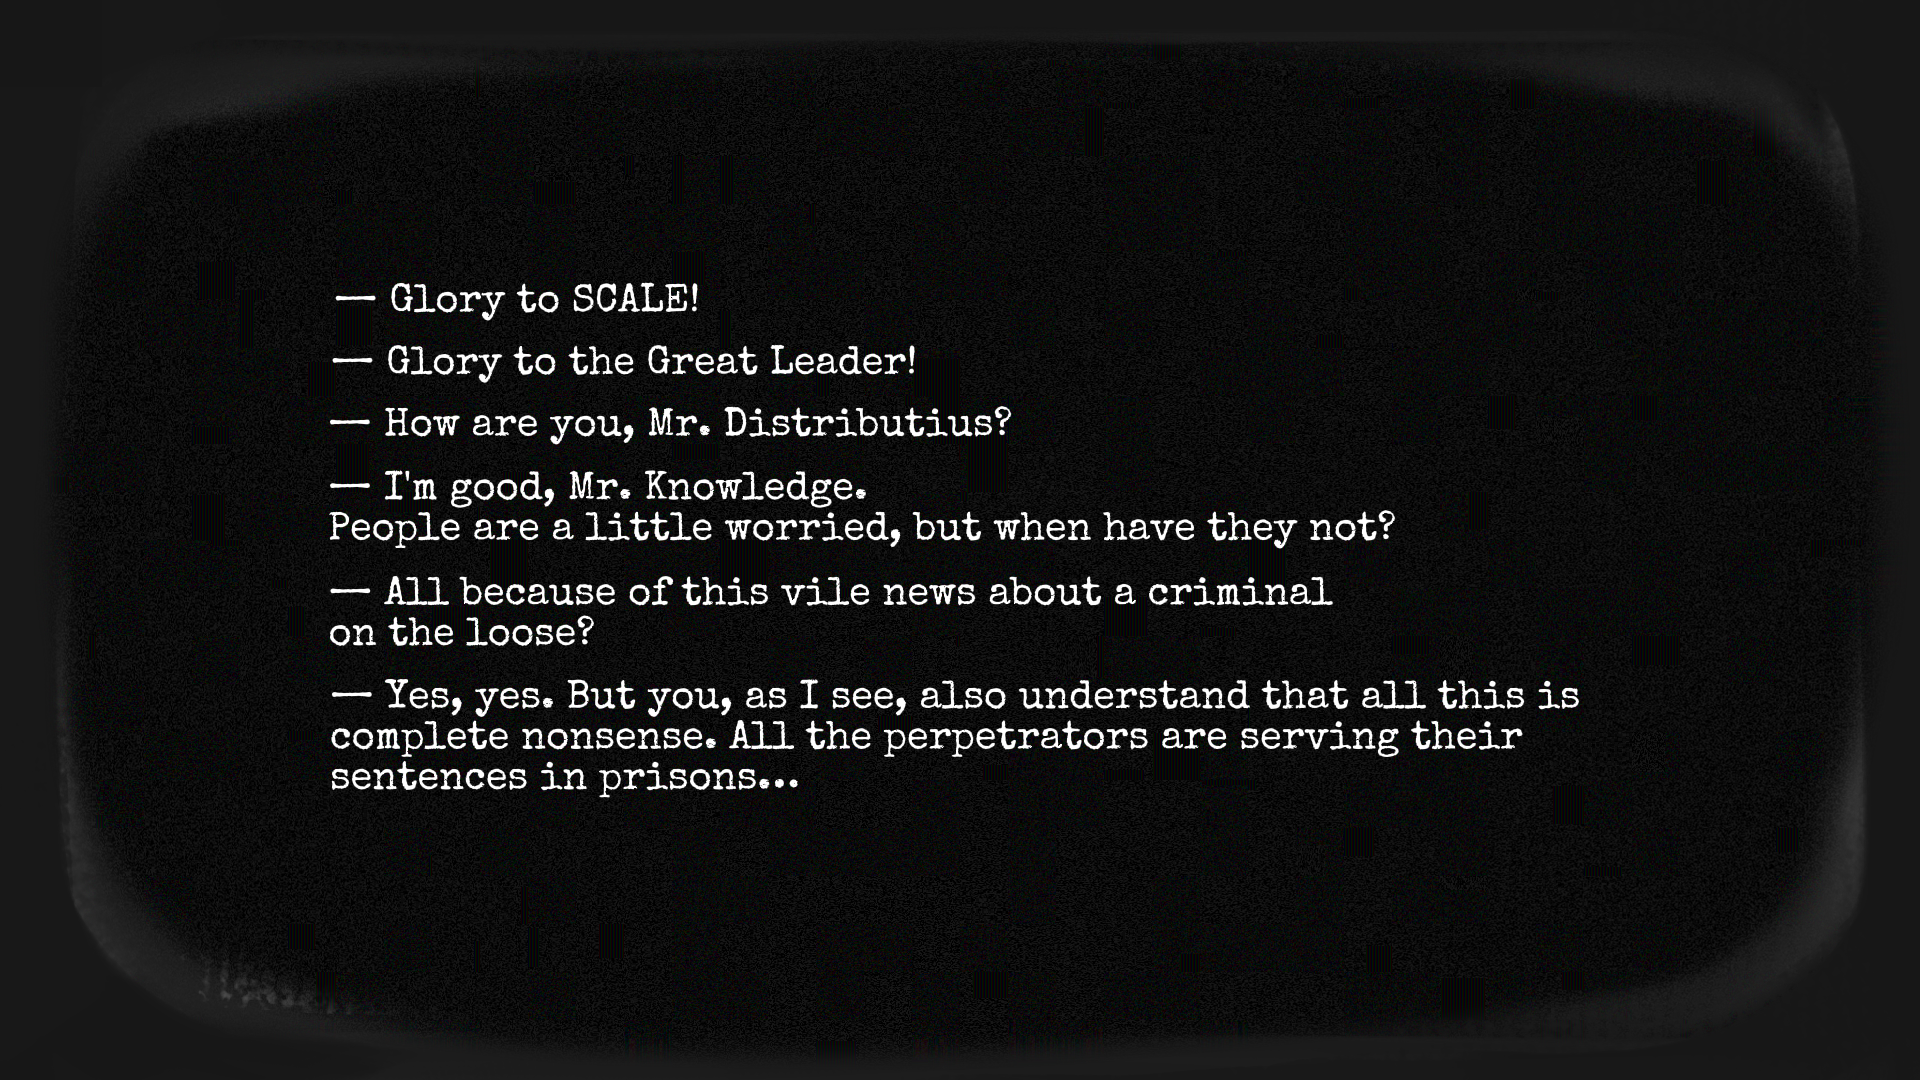 — Glory to SCALE!
— Glory to the Great Leader!
— How are you, Mr. Distributius?
— I'm good, Mr. Knowledge.
People are a little worried, but when have they not?
— All because of this vile news about a criminal
on the loose?
— Yes, yes. But you, as I see, also understand that all this is
complete nonsense. All the perpetrators are serving their
sentences in prisons...